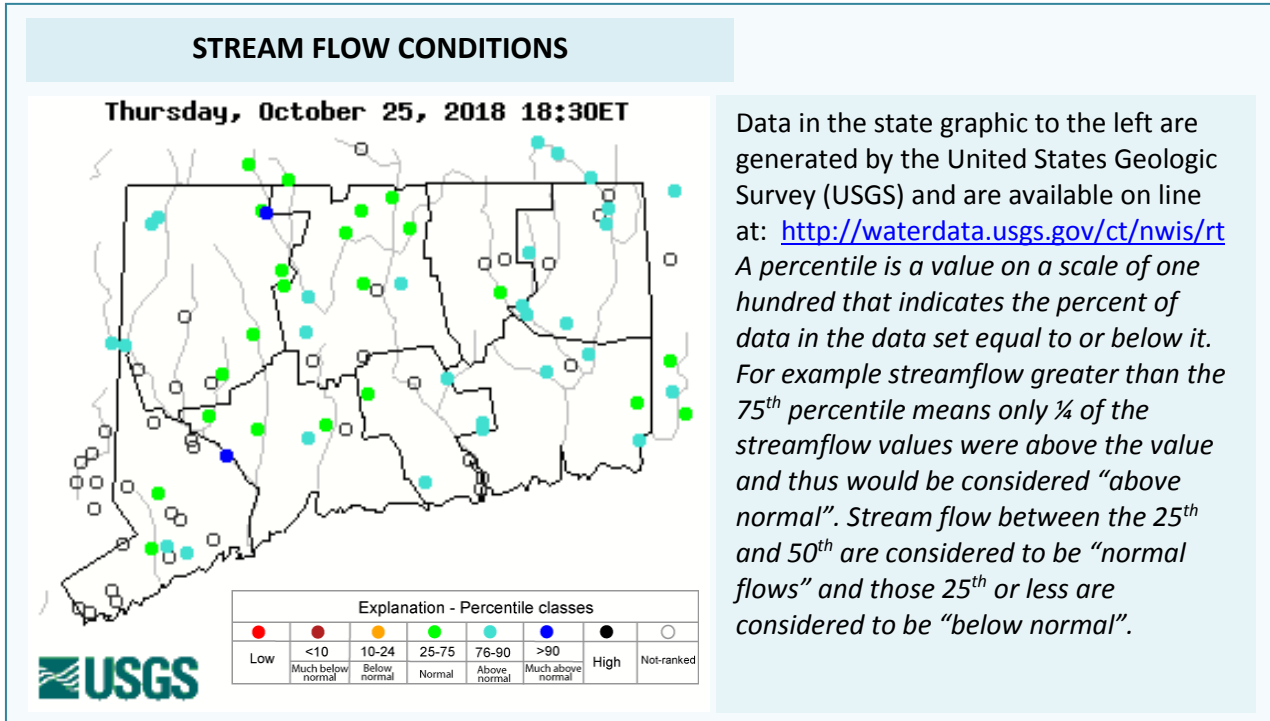 STREAM FLOW CONDITIONS
Thursday, October 25, 2018 18:30ET
Explanation - Percentile classes
Low <10 10-24 25-75 76-90 >90 High Not-ranked
Much below normal Below normal Normal Above normal Much above normal
USGS
Data in the state graphic to the left are
generated by the United States Geologic
Survey (USGS) and are available on line
at: http://waterdata.usgs.gov/ct/nwis/rt
A percentile is a value on a scale of one
hundred that indicates the percent of
data in the data set equal to or below it.
For example streamflow greater than the
75th percentile means only ¼ of the
streamflow values were above the value
and thus would be considered “above
normal”. Stream flow between the 25th
and 50th are considered to be “normal
flows” and those 25th or less are
considered to be “below normal”.